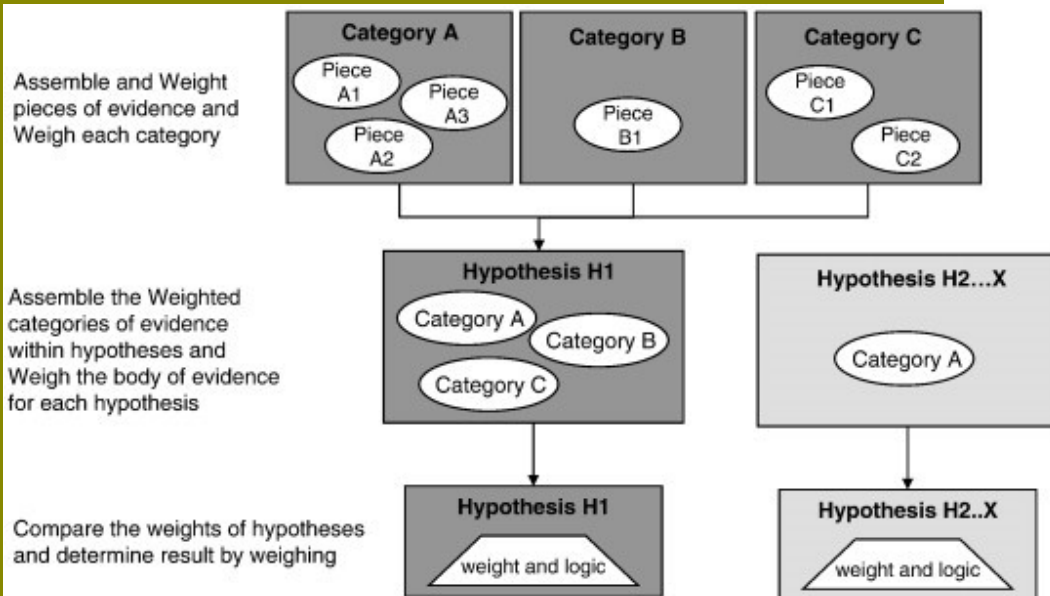 Assemble and Weight
pieces of evidence and
Weigh each category
Category A
Piece
A1
Piece
A3
Piece
A2
Category B
Piece
B1
Category C
Piece
C1
Piece
C2
Assemble the Weighted
categories of evidence
within hypotheses and
Weigh the body of evidence
for each hypothesis
Hypothesis H1
Category A
Category B
Category C
Hypothesis H2...X
Category A
Compare the weights of hypotheses
and determine result by weighing
Hypothesis H1
weight and logic
Hypothesis H2..X
weight and logic